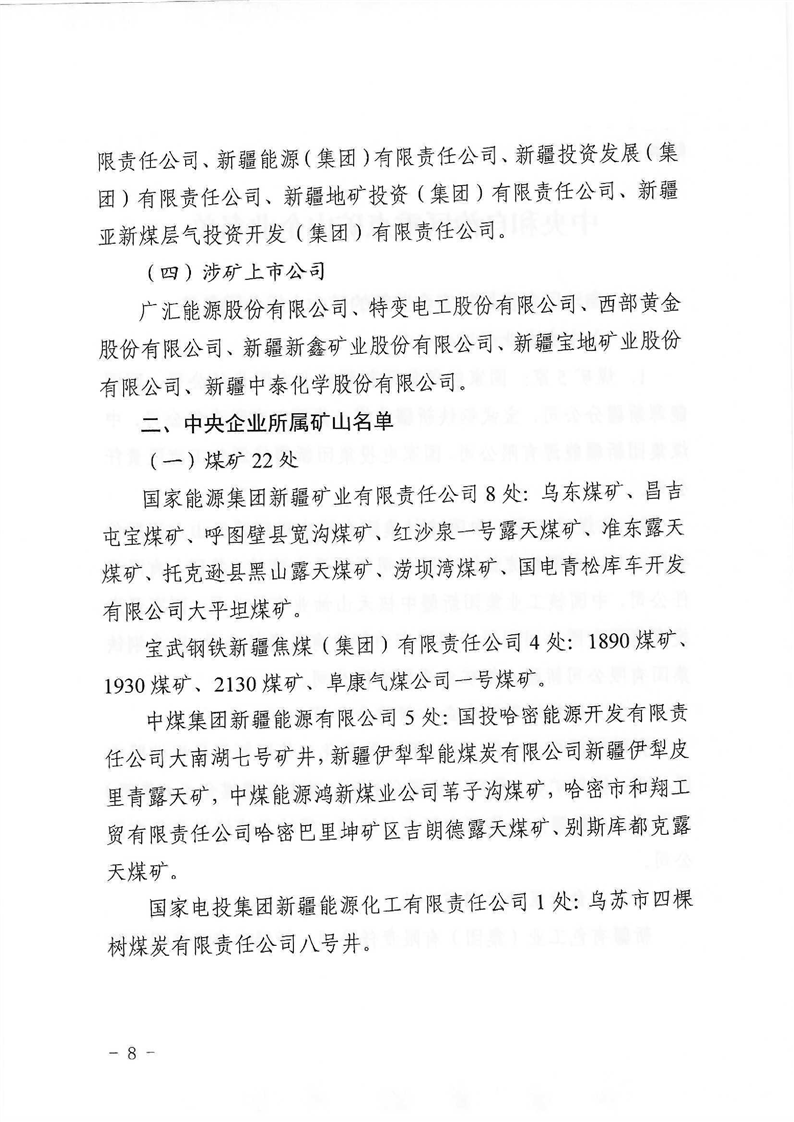 限责任公司、新疆能源(集团)有限责任公司、新疆投资发展(集
团)有限责任公司、新疆地矿投资(集团)有限责任公司、新疆
亚新煤层气投资开发(集团)有限责任公司。
(四)涉矿上市公司
广汇能源股份有限公司、特变电工股份有限公司、西部黄金
股份有限公司、新疆新鑫矿业股份有限公司、新疆宝地矿业股份
有限公司、新疆中泰化学股份有限公司。
二、中央企业所属矿山名单
(一)煤矿22处
国家能源集团新疆矿业有限责任公司8处：乌东煤矿、昌吉
屯宝煤矿、呼图壁县宽沟煤矿、红沙泉一号露天煤矿、准东露天
煤矿、托克逊县黑山露天煤矿、涝坝湾煤矿、国电青松库车开发
有限公司大平坦煤矿。
宝武钢铁新疆焦煤(集团)有限责任公司4处：1890煤矿、
1930煤矿、2130煤矿、阜康气煤公司一号煤矿。
中煤集团新疆能源有限公司5处：国投哈密能源开发有限责
任公司大南湖七号矿井，新疆伊犁犁能煤炭有限公司新疆伊犁皮
里青露天矿，中煤能源鸿新煤业公司苇子沟煤矿，哈密市和翔工
贸有限责任公司哈密巴里坤矿区吉朗德露天煤矿、别斯库都克露
天煤矿。
国家电投集团新疆能源化工有限责任公司1处：乌苏市四棵
树煤炭有限责任公司八号井。
- 8 -